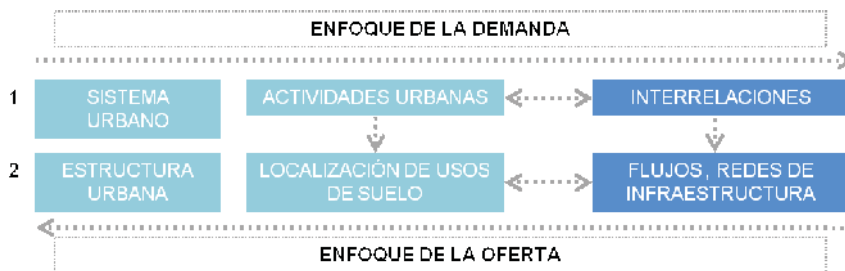 ENFOQUE DE LA DEMANDA
1
SISTEMA
URBANO
ACTIVIDADES URBANAS
INTERRELACIONES
2
ESTRUCTURA
URBANA
LOCALIZACIÓN DE USOS
DE SUELO
FLUJOS, REDES DE
INFRAESTRUCTURA
ENFOQUE DE LA OFERTA